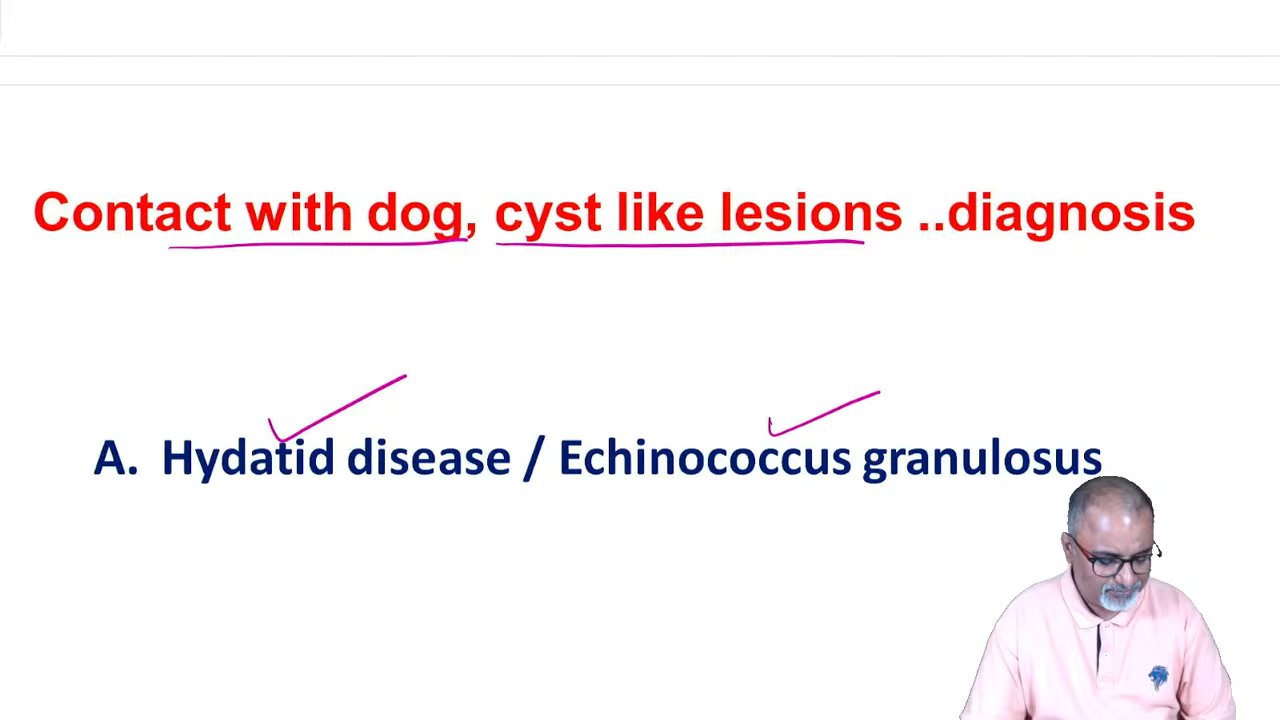 Contact with dog, cyst like lesions ..diagnosis
A. Hydatid disease / Echinococcus granulosus